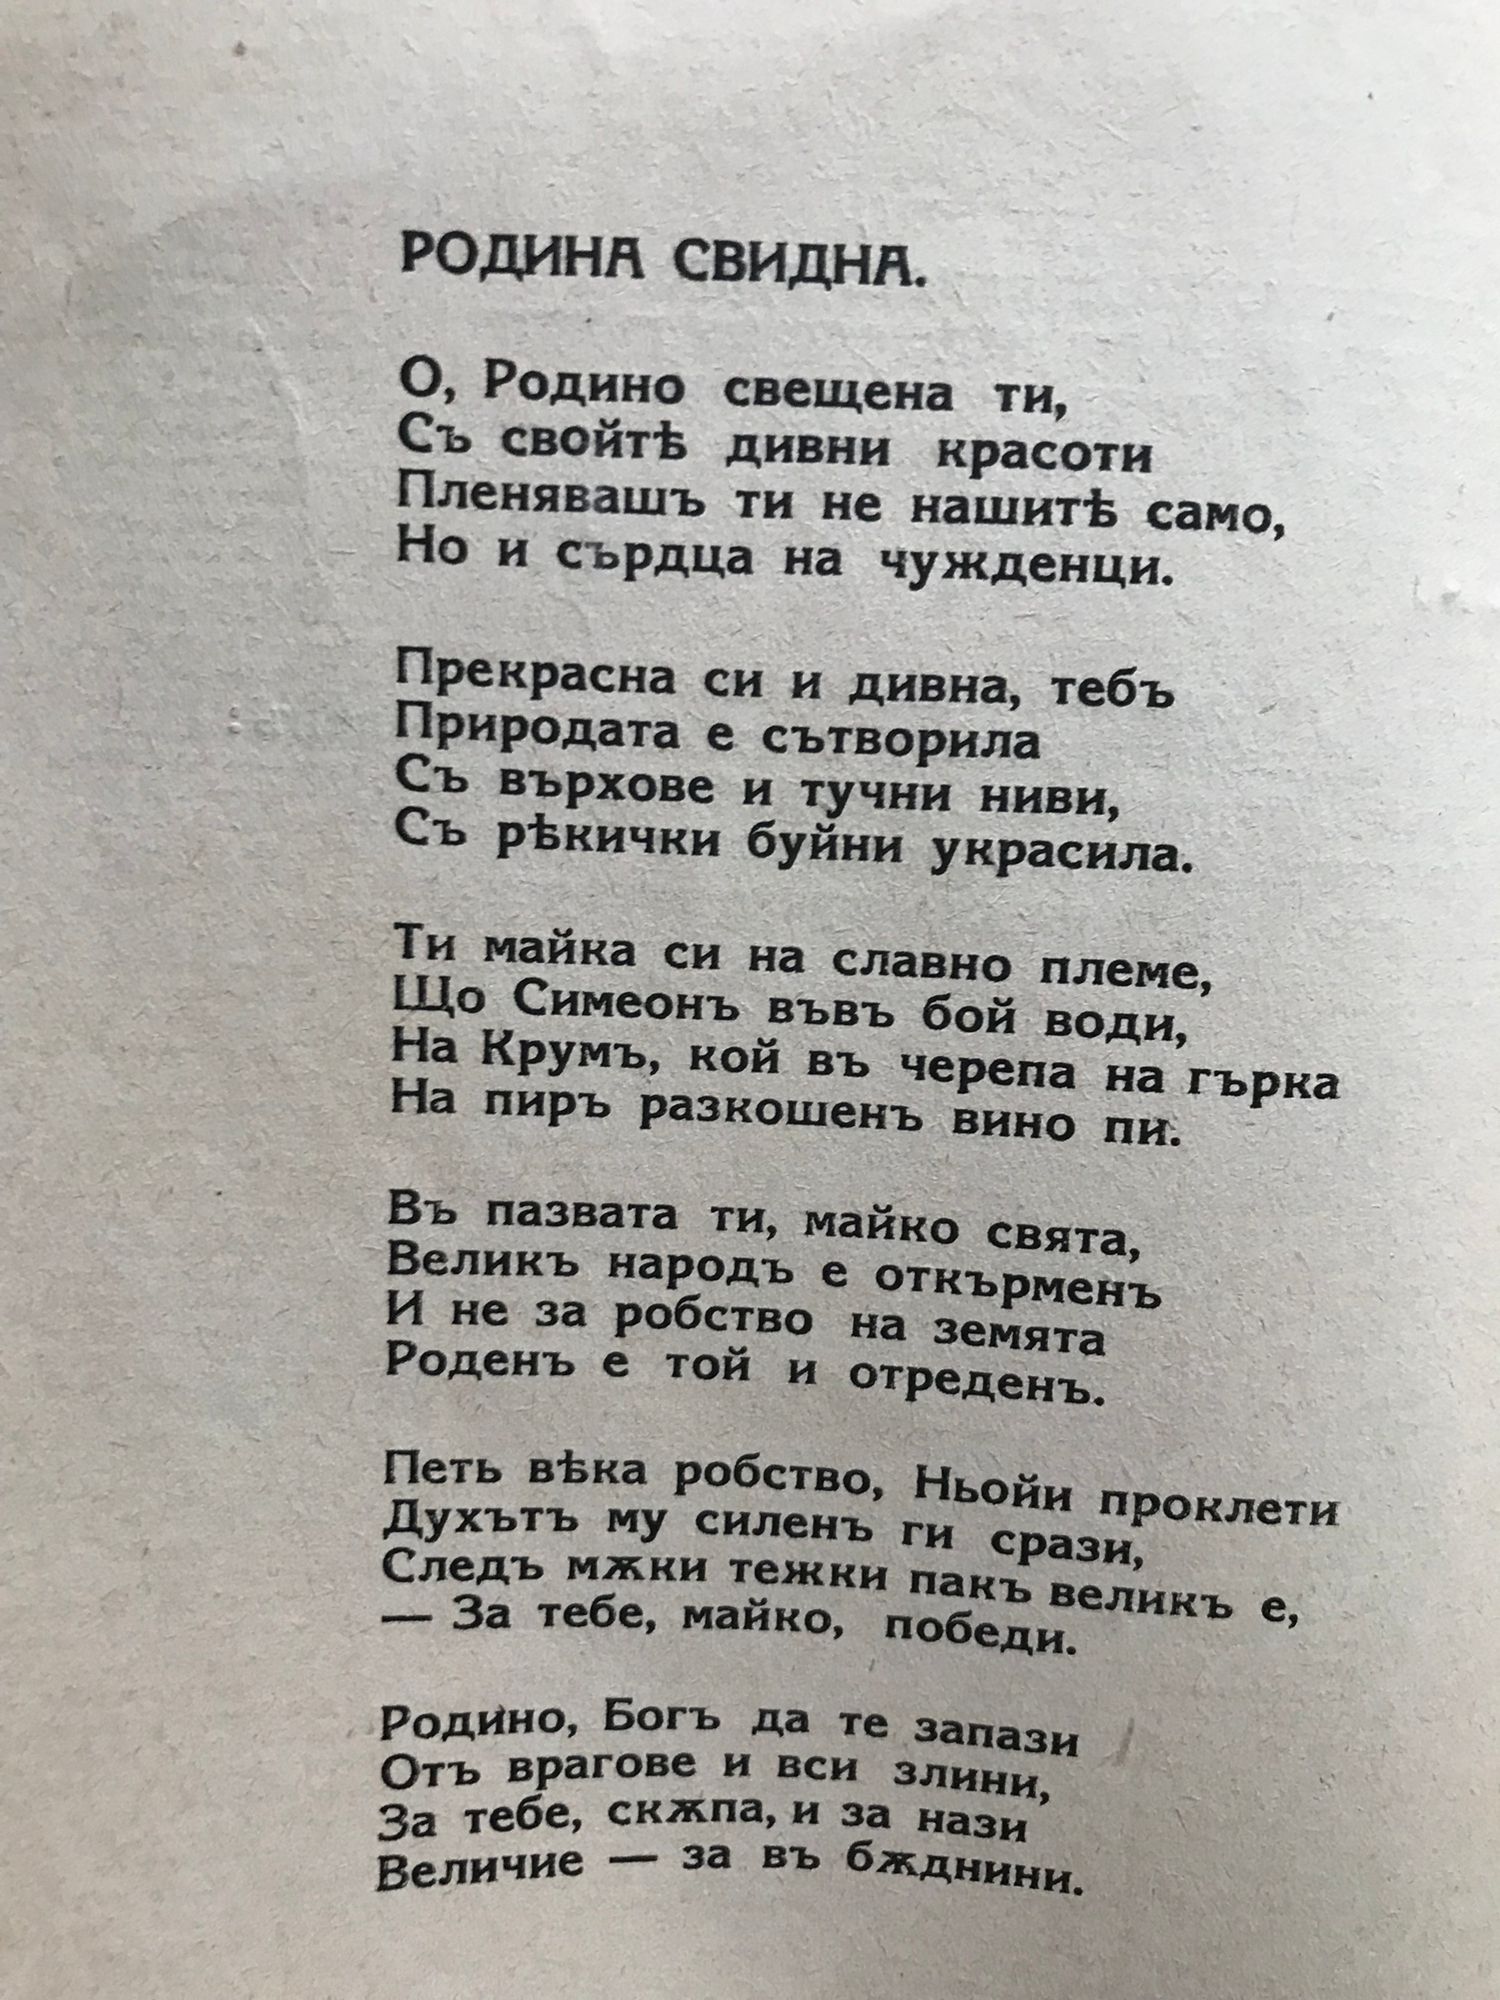 РОДИНА СВИДНА.
О, Родино свещена ти,
Съ свойтѣ дивни красоти
Пленявашъ ти не нашитѣ само,
Но и сърдца на чужденци.
Прекрасна си и дивна, тебъ
Природата е сътворила
Съ върхове и тучни ниви,
Съ рѣкички буйни украсила.
Ти майка си на славно племе,
Що Симеонъ въвъ бой води,
На Крумъ, кой въ черепа на гърка
На пиръ разкошенъ вино пи.
Въ пазвата ти, майко свята,
Великъ народъ е откърменъ
И не за робство на земята
Роденъ е той и отреденъ.
Петь вѣка робство, Ньойи проклети
Духътъ му силенъ ги срази,
Следъ мѫки тежки пакъ великъ е,
— За тебе, майко, победи.
Родино, Богъ да те запази
Отъ врагове и вси злини,
За тебе, скѫпа, и за нази
Величие — за въ бѫднини.